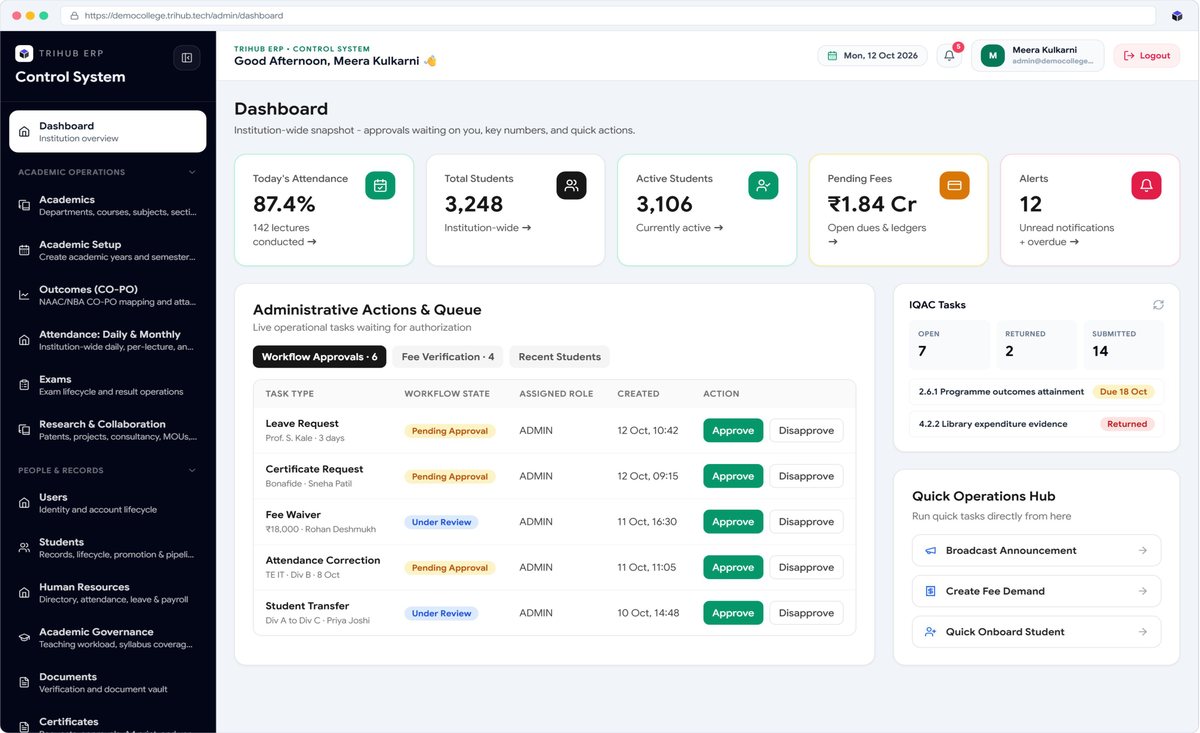 https://democollege.trihub.tech/admin/dashboard
TRIHUB ERP
Control System
Dashboard
Institution overview
ACADEMIC OPERATIONS
Academics
Departments, courses, subjects, secti...
Academic Setup
Create academic years and semester...
Outcomes (CO-PO)
NAAC/NBA CO-PO mapping and atta...
Attendance: Daily & Monthly
Institution-wide daily, per-lecture, an...
Exams
Exam lifecycle and result operations
Research & Collaboration
Patents, projects, consultancy, MOUs,...
PEOPLE & RECORDS
Users
Identity and account lifecycle
Students
Records, lifecycle, promotion & pipeli...
Human Resources
Directory, attendance, leave & payroll
Academic Governance
Teaching workload, syllabus coverag...
Documents
Verification and document vault
Certificates
TRIHUB ERP • CONTROL SYSTEM
Good Afternoon, Meera Kulkarni 👋
Mon, 12 Oct 2026
5
M
Meera Kulkarni
admin@democollege...
Logout
Dashboard
Institution-wide snapshot - approvals waiting on you, key numbers, and quick actions.
Today's Attendance
87.4%
142 lectures
conducted →
Total Students
3,248
Institution-wide →
Active Students
3,106
Currently active →
Pending Fees
₹1.84 Cr
Open dues & ledgers
→
Alerts
12
Unread notifications
+ overdue →
Administrative Actions & Queue
Live operational tasks waiting for authorization
Workflow Approvals · 6 Fee Verification · 4 Recent Students
TASK TYPE WORKFLOW STATE ASSIGNED ROLE CREATED ACTION
Leave Request
Prof. S. Kale · 3 days
Pending Approval ADMIN 12 Oct, 10:42 Approve Disapprove
Certificate Request
Bonafide · Sneha Patil
Pending Approval ADMIN 12 Oct, 09:15 Approve Disapprove
Fee Waiver
₹18,000 · Rohan Deshmukh
Under Review ADMIN 11 Oct, 16:30 Approve Disapprove
Attendance Correction
TE IT · Div B · 8 Oct
Pending Approval ADMIN 11 Oct, 11:05 Approve Disapprove
Student Transfer
Div A to Div C · Priya Joshi
Under Review ADMIN 10 Oct, 14:48 Approve Disapprove
IQAC Tasks
OPEN
7
RETURNED
2
SUBMITTED
14
2.6.1 Programme outcomes attainment Due 18 Oct
4.2.2 Library expenditure evidence Returned
Quick Operations Hub
Run quick tasks directly from here
Broadcast Announcement →
Create Fee Demand →
Quick Onboard Student →